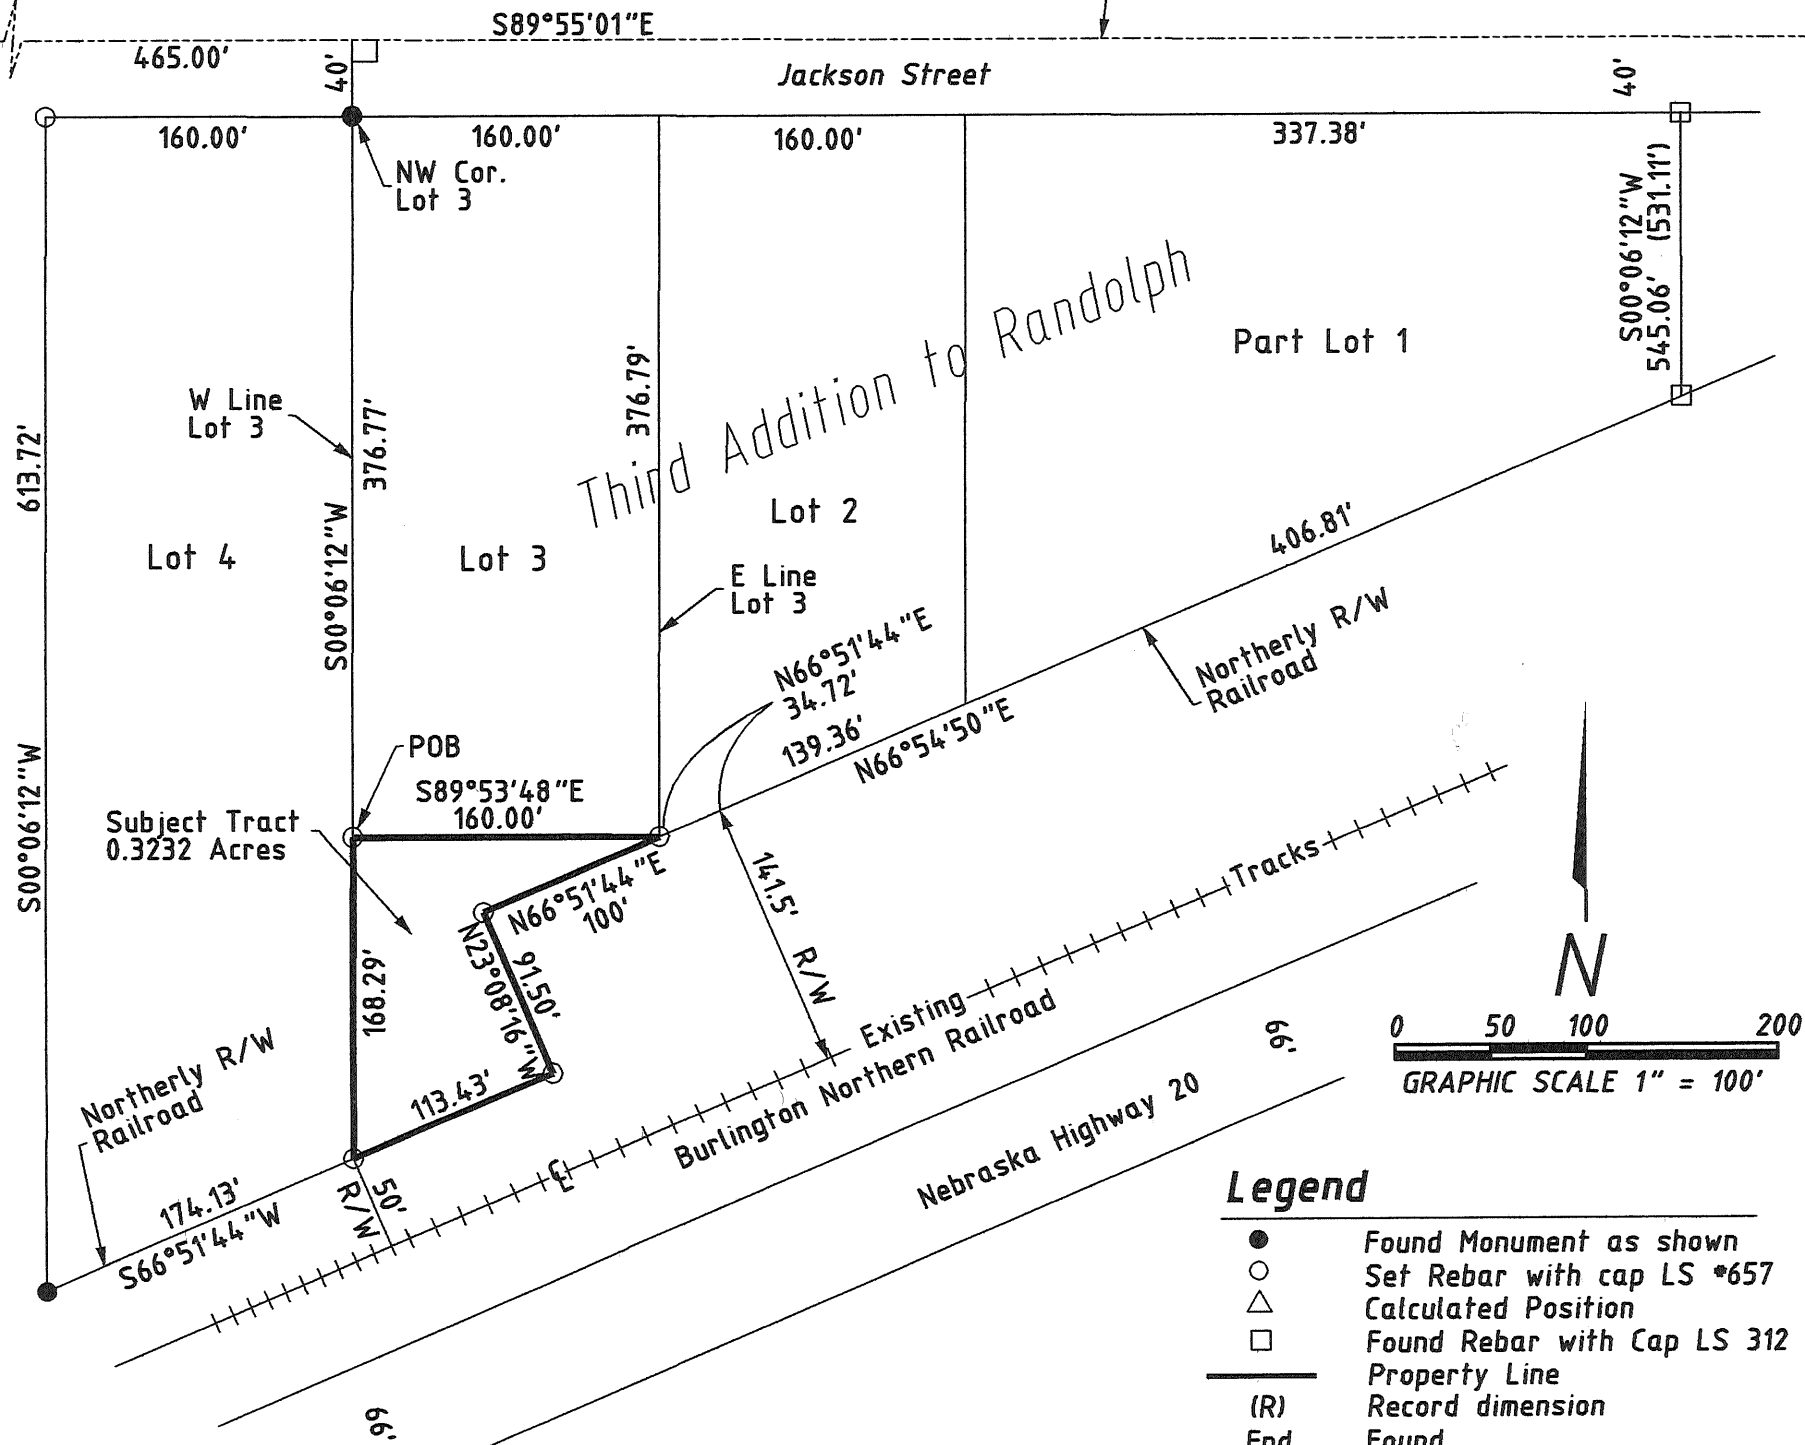 S89°55'01"E
465.00'
40'
Jackson Street
40'
160.00'
160.00'
160.00'
337.38'
NW Cor.
Lot 3
S00°06'12"W
545.06' (531.11')
Third Addition to Randolph
Part Lot 1
W Line
Lot 3
376.77'
376.79'
613.72'
S00°06'12"W
Lot 4
Lot 3
Lot 2
E Line
Lot 3
406.81'
N66°51'44"E
34.72'
139.36'
N66°54'50"E
Northerly R/W
Railroad
POB
S89°53'48"E
160.00'
Subject Tract
0.3232 Acres
S00°06'12"W
N66°51'44"E
100'
141.5' R/W
Tracks
168.29'
N23°08'16"W
91.50'
Existing
Burlington Northern Railroad
66'
N
0 50 100 200
GRAPHIC SCALE 1" = 100'
113.43'
Northerly R/W
Railroad
Nebraska Highway 20
50'
R/W
174.13'
S66°51'44"W
66'
Legend
Found Monument as shown
Set Rebar with cap LS #657
Calculated Position
Found Rebar with Cap LS 312
Property Line
(R) Record dimension
Fnd Found